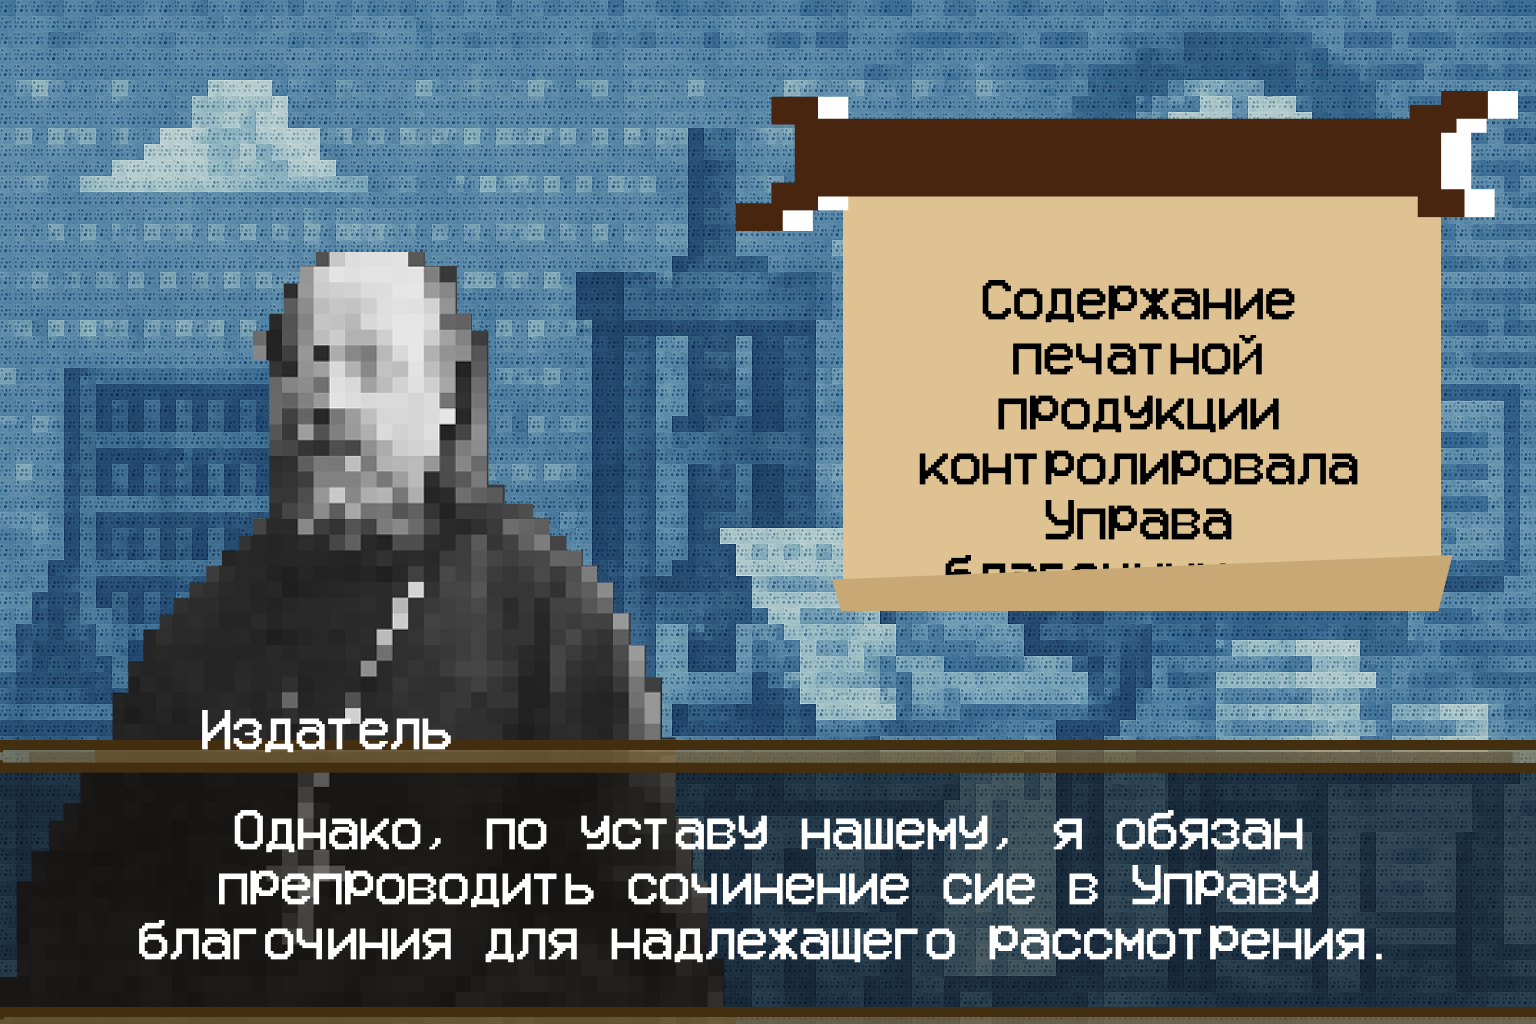 Содержание
печатной
продукции
контролировала
Управа
Издатель
Однако, по уставу нашему, я обязан
препроводить сочинение сие в Управу
благочиния для надлежащего рассмотрения.